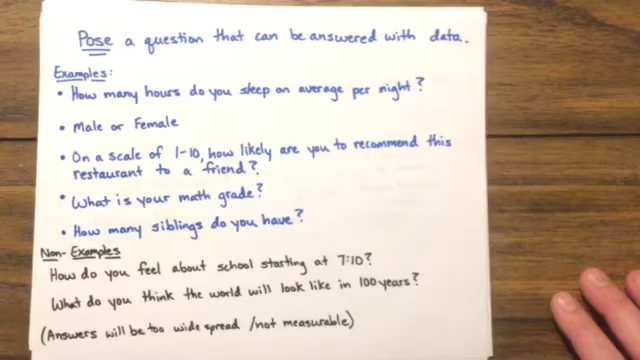 Pose a question that can be answered with data.
Examples:
• How many hours do you sleep on average per night?
• Male or Female
• On a scale of 1-10, how likely are you to recommend this
restaurant to a friend?
• What is your math grade?
• How many siblings do you have?
Non-Examples
How do you feel about school starting at 7:10?
What do you think the world will look like in 100 years?
(Answers will be too wide spread /not measurable)